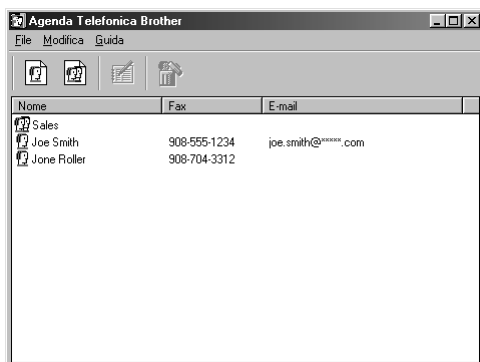 Agenda Telefonica Brother
File Modifica Guida
Nome Fax E-mail
Sales
Joe Smith 908-555-1234 joe.smith@*****.com
Jone Roller 908-704-3312